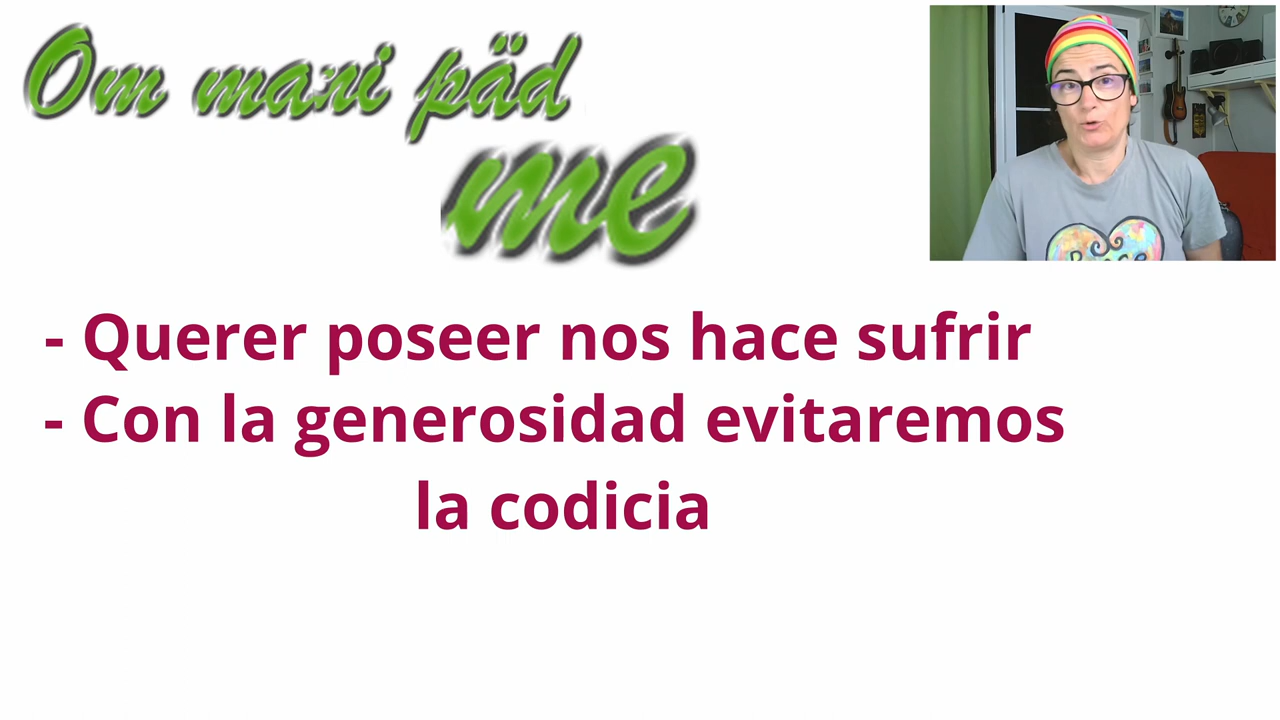 Om mani päd
me
- Querer poseer nos hace sufrir
- Con la generosidad evitaremos
la codicia